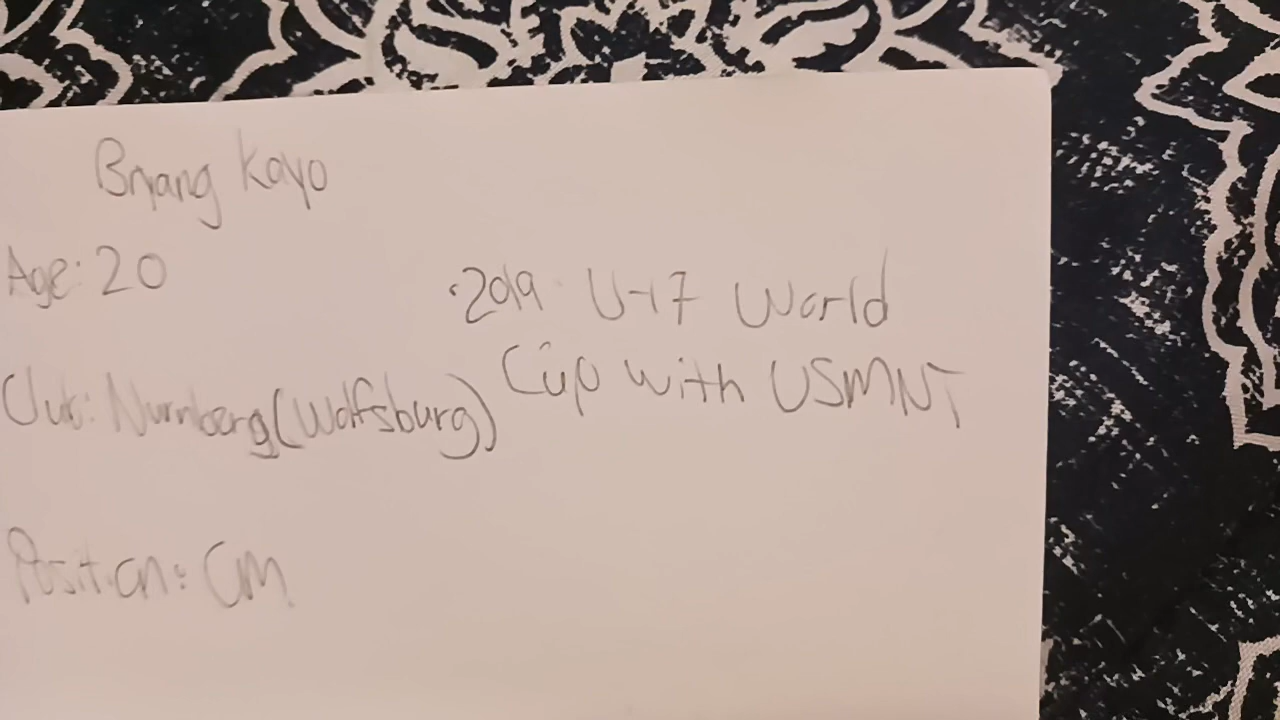 Bryang Kayo
Age: 20
Club: Nurnberg (Wolfsburg)
Position: CM
·2019 U-17 World
Cup with USMNT